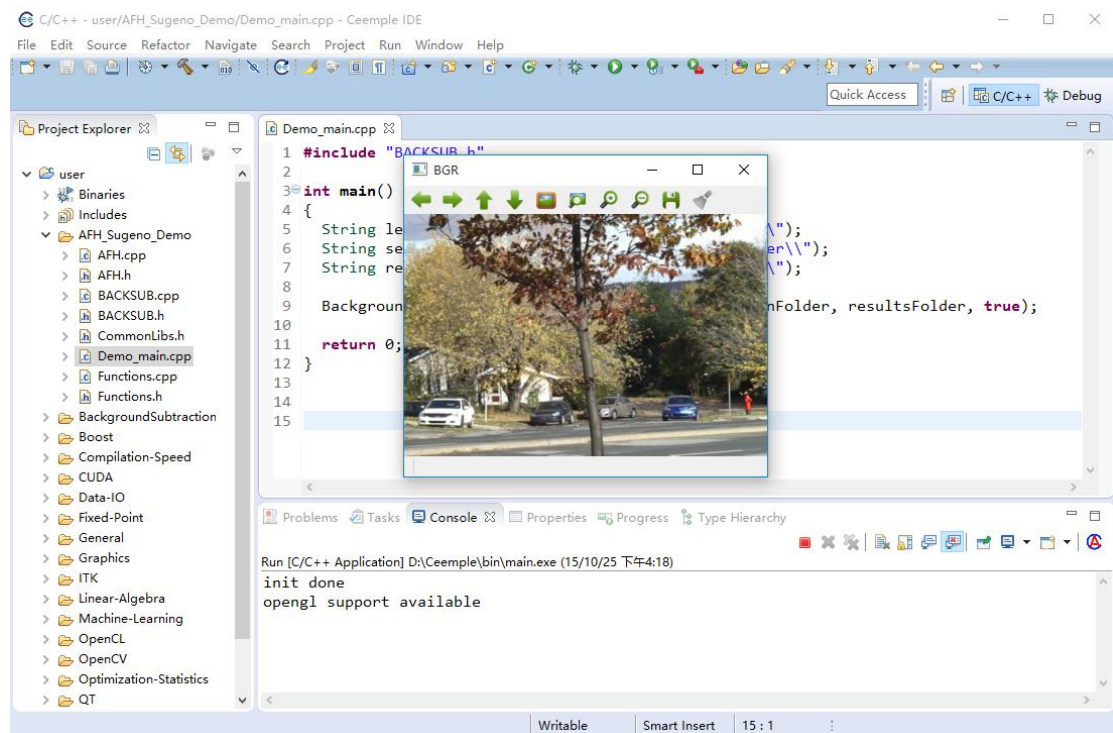 C/C++ - user/AFH_Sugeno_Demo/Demo_main.cpp - Ceemple IDE
File Edit Source Refactor Navigate Search Project Run Window Help
Quick Access C/C++ Debug
Project Explorer
user
Binaries
Includes
AFH_Sugeno_Demo
AFH.cpp
AFH.h
BACKSUB.cpp
BACKSUB.h
CommonLibs.h
Demo_main.cpp
Functions.cpp
Functions.h
BackgroundSubtraction
Boost
Compilation-Speed
CUDA
Data-IO
Fixed-Point
General
Graphics
ITK
Linear-Algebra
Machine-Learning
OpenCL
OpenCV
Optimization-Statistics
QT
Demo_main.cpp
1 #include "BACKSUB.h"
2
3 int main()
4 {
5 String le \");
6 String se er\\");
7 String re \");
8
9 Backgroun nFolder, resultsFolder, true);
10
11 return 0;
12 }
13
14
15
BGR
Problems Tasks Console Properties Progress Type Hierarchy
Run [C/C++ Application] D:\Ceemple\bin\main.exe (15/10/25 下午4:18)
init done
opengl support available
Writable Smart Insert 15 : 1